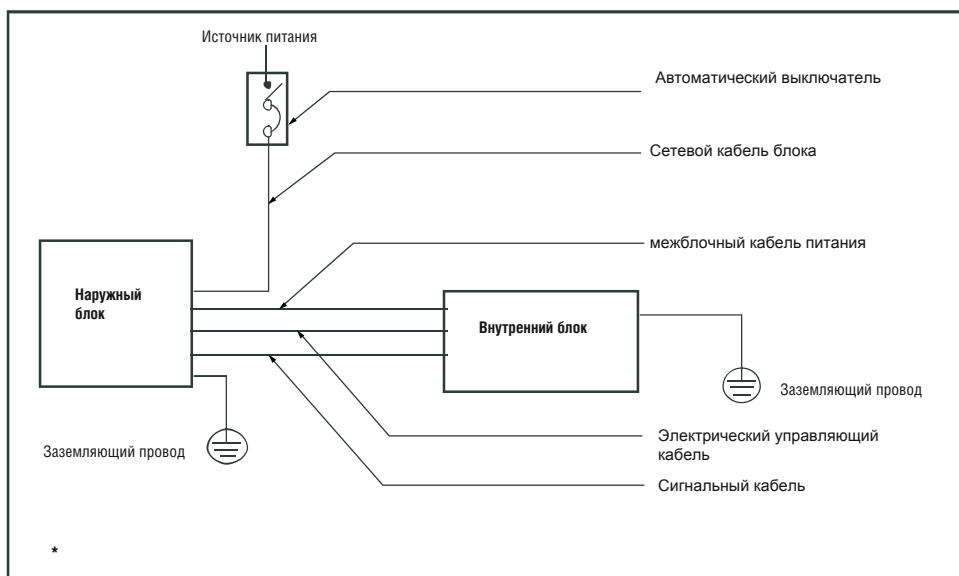 Источник питания
Автоматический выключатель
Сетевой кабель блока
межблочный кабель питания
Наружный
блок
Внутренний блок
Заземляющий провод
Электрический управляющий
кабель
Заземляющий провод
Сигнальный кабель
*